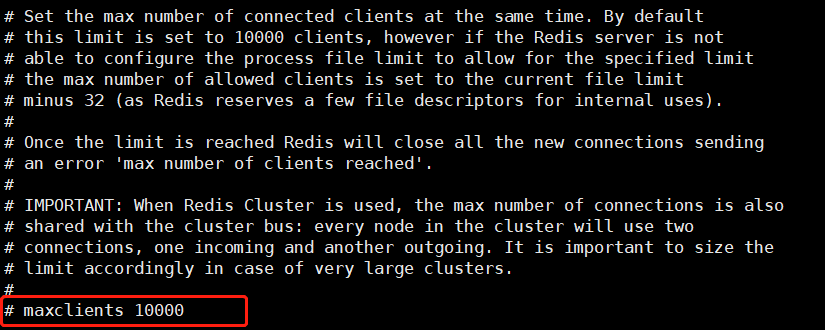 # Set the max number of connected clients at the same time. By default
# this limit is set to 10000 clients, however if the Redis server is not
# able to configure the process file limit to allow for the specified limit
# the max number of allowed clients is set to the current file limit
# minus 32 (as Redis reserves a few file descriptors for internal uses).
#
# Once the limit is reached Redis will close all the new connections sending
# an error 'max number of clients reached'.
#
# IMPORTANT: When Redis Cluster is used, the max number of connections is also
# shared with the cluster bus: every node in the cluster will use two
# connections, one incoming and another outgoing. It is important to size the
# limit accordingly in case of very large clusters.
#
# maxclients 10000